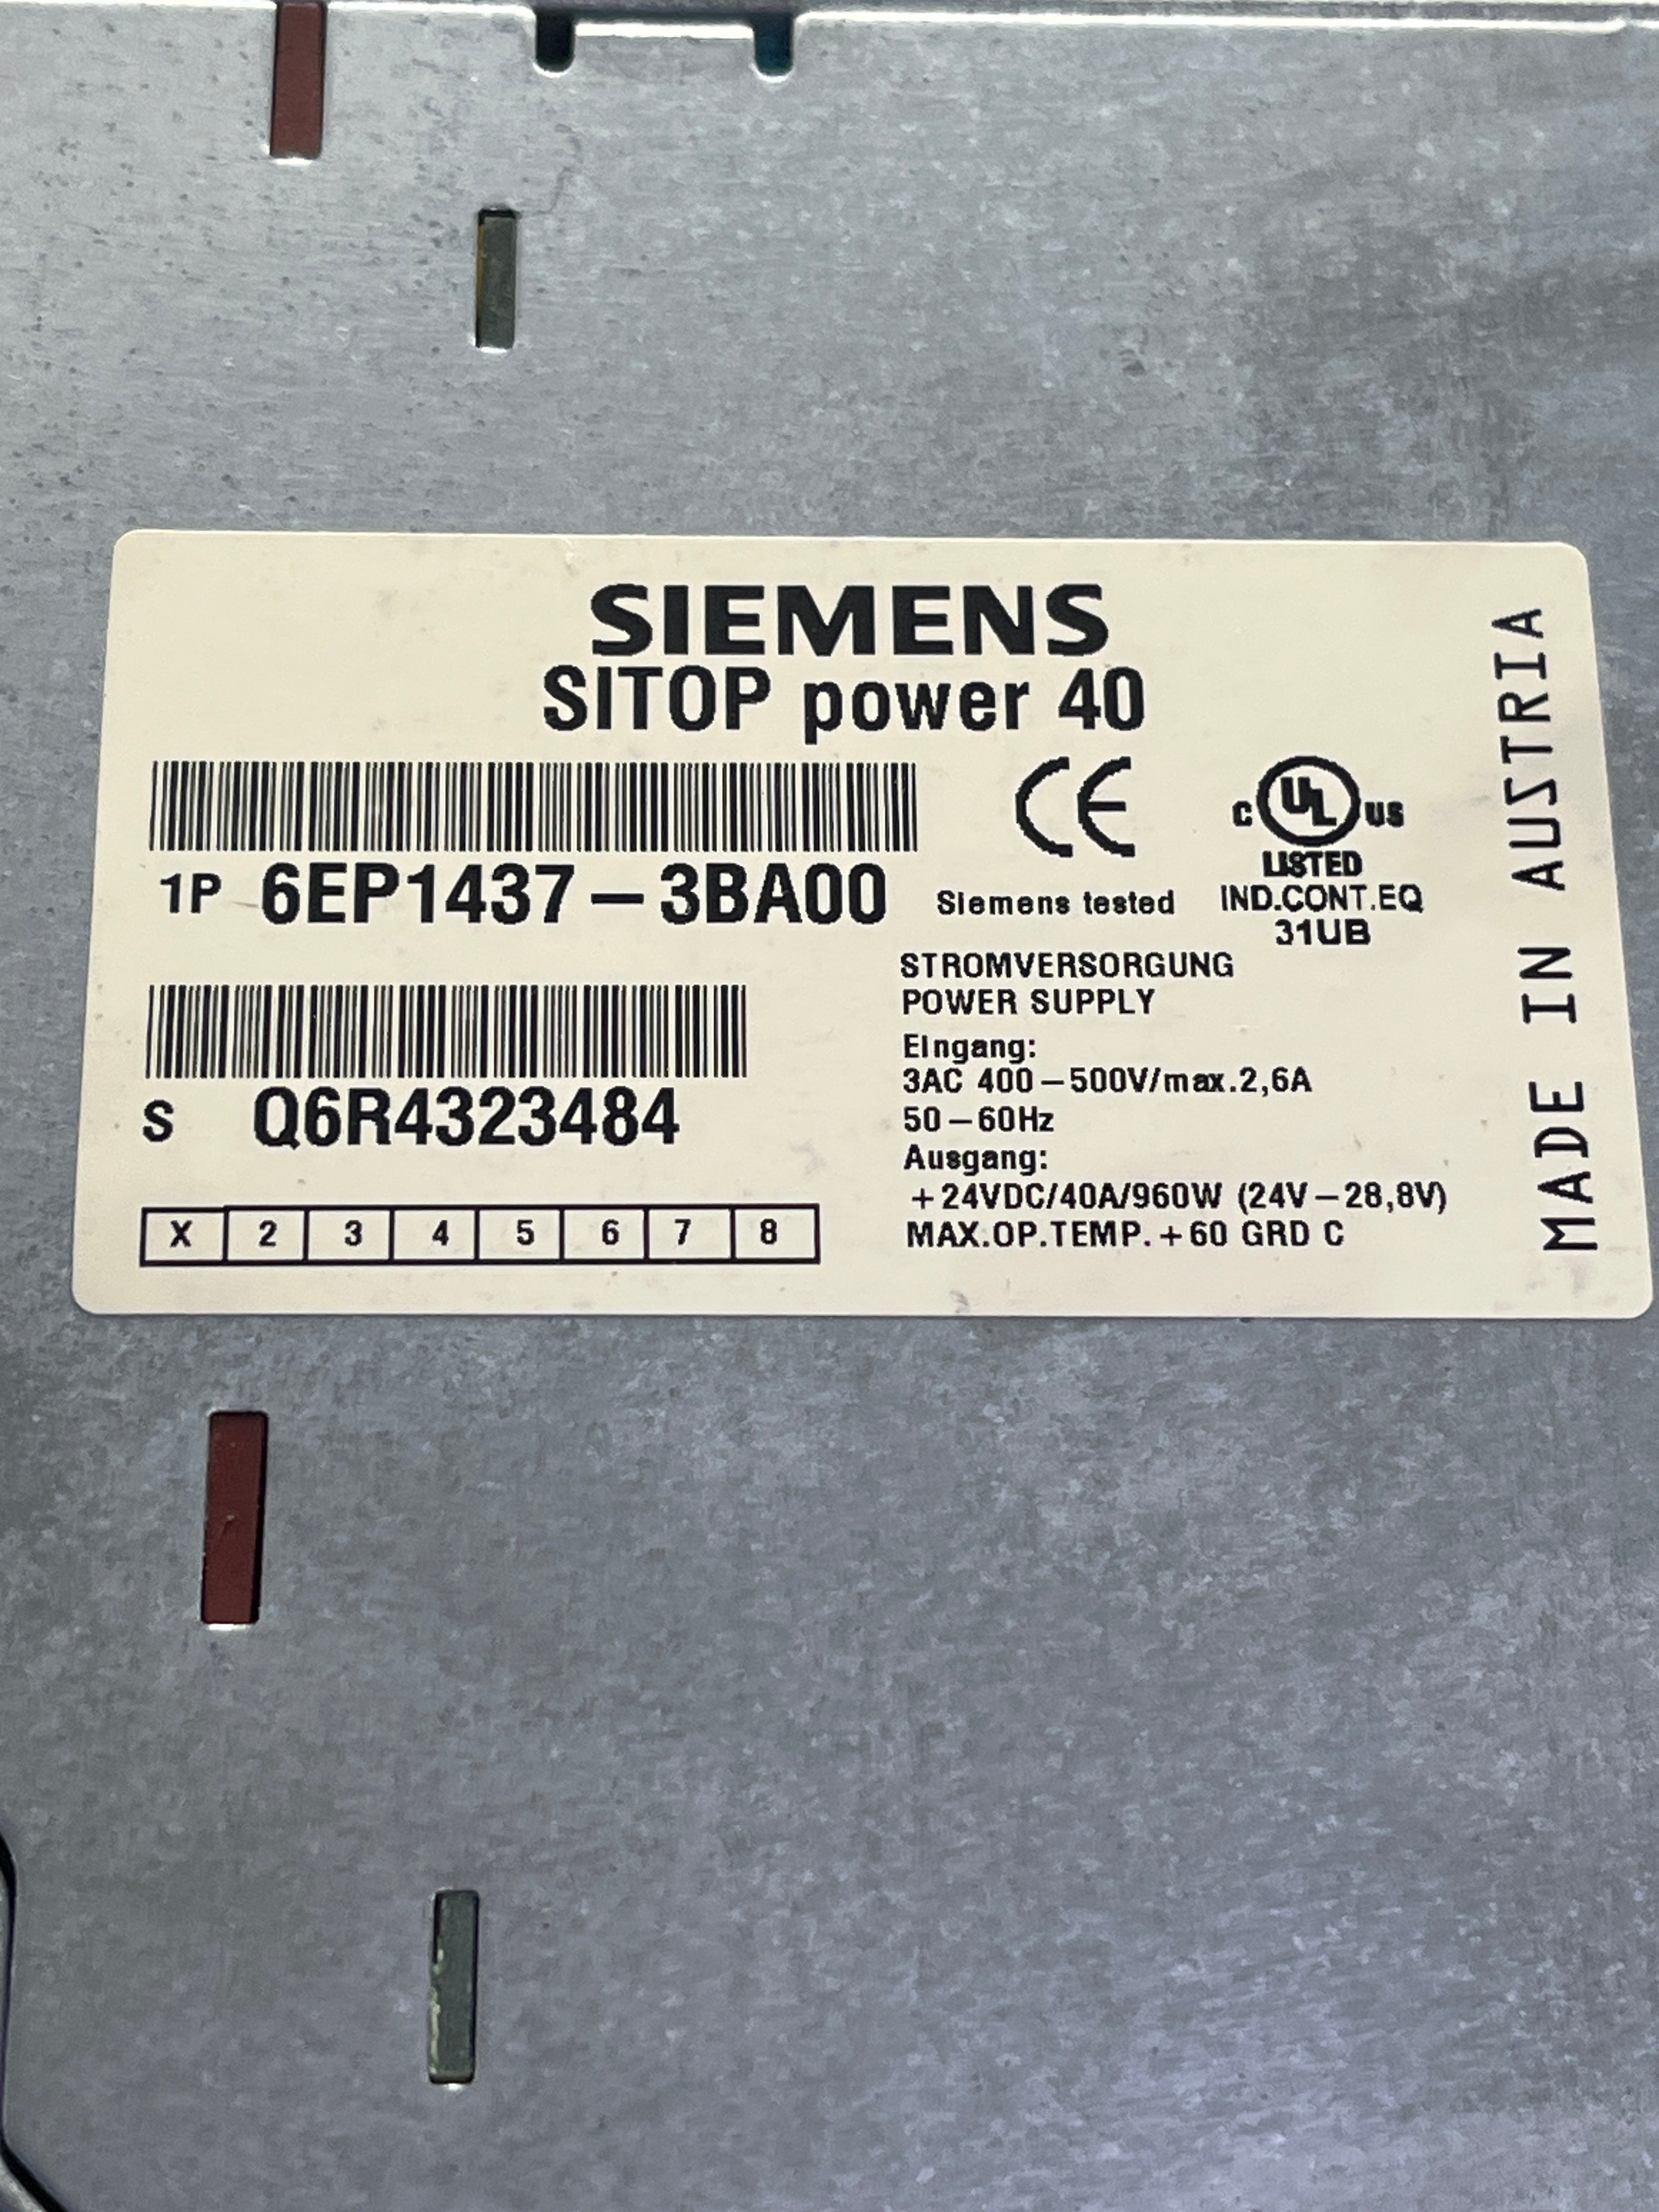 SIEMENS
SITOP power 40
1P 6EP1437-3BA00
CE
Siemens tested
C UL US
LISTED
IND.CONT.EQ
31UB
S Q6R4323484
X 2 3 4 5 6 7 8
STROMVERSORGUNG
POWER SUPPLY
Eingang:
3AC 400-500V/max.2,6A
50-60Hz
Ausgang:
+24VDC/40A/960W (24V-28,8V)
MAX.OP.TEMP.+60 GRD C
MADE IN AUSTRIA